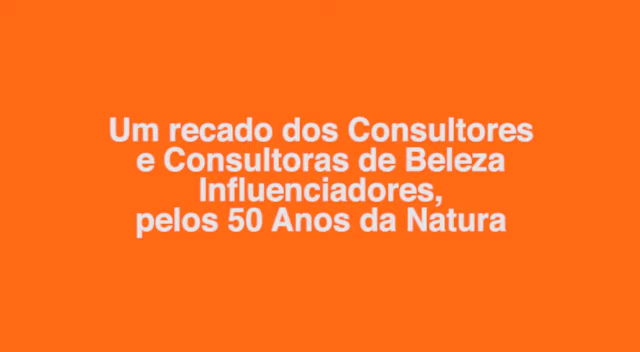 Um recado dos Consultores
e Consultoras de Beleza
Influenciadores,
pelos 50 Anos da Natura